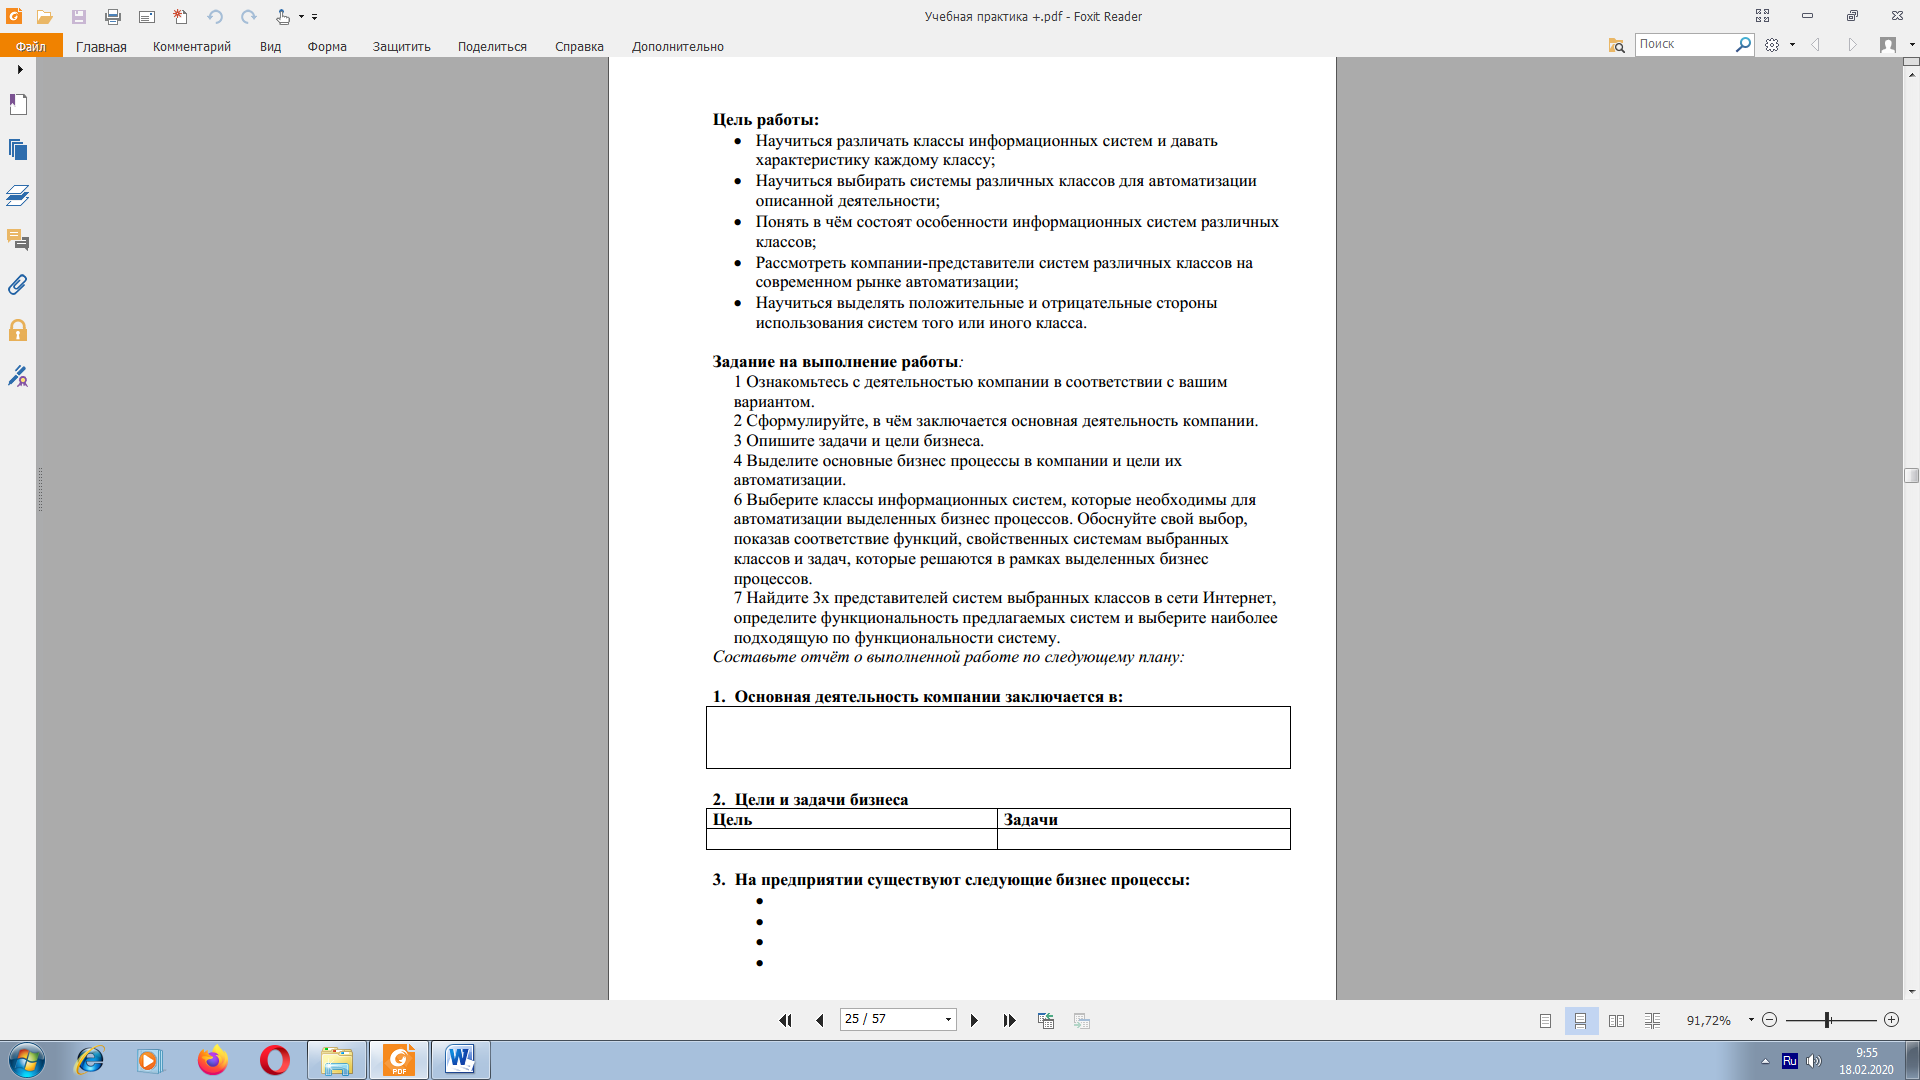 Учебная практика +.pdf - Foxit Reader
Файл Главная Комментарий Вид Форма Защитить Поделиться Справка Дополнительно Поиск
Цель работы:
• Научиться различать классы информационных систем и давать
характеристику каждому классу;
• Научиться выбирать системы различных классов для автоматизации
описанной деятельности;
• Понять в чём состоят особенности информационных систем различных
классов;
• Рассмотреть компании-представители систем различных классов на
современном рынке автоматизации;
• Научиться выделять положительные и отрицательные стороны
использования систем того или иного класса.
Задание на выполнение работы:
1 Ознакомьтесь с деятельностью компании в соответствии с вашим
вариантом.
2 Сформулируйте, в чём заключается основная деятельность компании.
3 Опишите задачи и цели бизнеса.
4 Выделите основные бизнес процессы в компании и цели их
автоматизации.
6 Выберите классы информационных систем, которые необходимы для
автоматизации выделенных бизнес процессов. Обоснуйте свой выбор,
показав соответствие функций, свойственных системам выбранных
классов и задач, которые решаются в рамках выделенных бизнес
процессов.
7 Найдите 3х представителей систем выбранных классов в сети Интернет,
определите функциональность предлагаемых систем и выберите наиболее
подходящую по функциональности систему.
Составьте отчёт о выполненной работе по следующему плану:
1. Основная деятельность компании заключается в:
2. Цели и задачи бизнеса
Цель Задачи
3. На предприятии существуют следующие бизнес процессы:
25 / 57
91,72%
PDF
Ru
9:55
18.02.2020